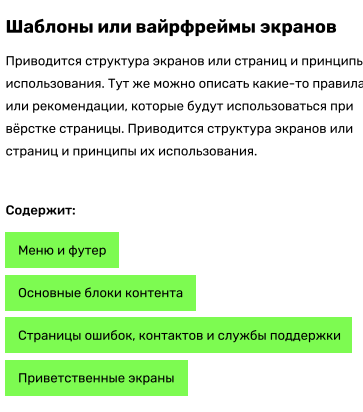 Шаблоны или вайрфреймы экранов
Приводится структура экранов или страниц и принципы
использования. Тут же можно описать какие-то правила
или рекомендации, которые будут использоваться при
вёрстке страницы. Приводится структура экранов или
страниц и принципы их использования.
Содержит:
Меню и футер
Основные блоки контента
Страницы ошибок, контактов и службы поддержки
Приветственные экраны